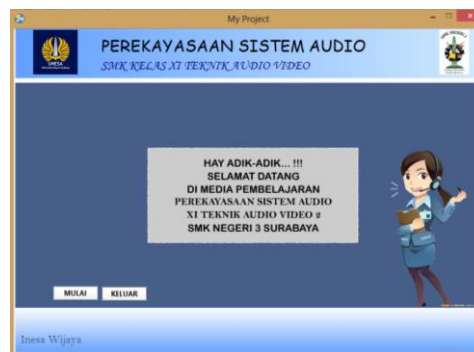 My Project
PEREKAYASAAN SISTEM AUDIO
SMK KELAS XI TEKNIK AUDIO VIDEO
UNESA
HAY ADIK-ADIK... !!!
SELAMAT DATANG
DI MEDIA PEMBELAJARAN
PEREKAYASAAN SISTEM AUDIO
XI TEKNIK AUDIO VIDEO 2
SMK NEGERI 3 SURABAYA
MULAI
KELUAR
Inesa Wijaya